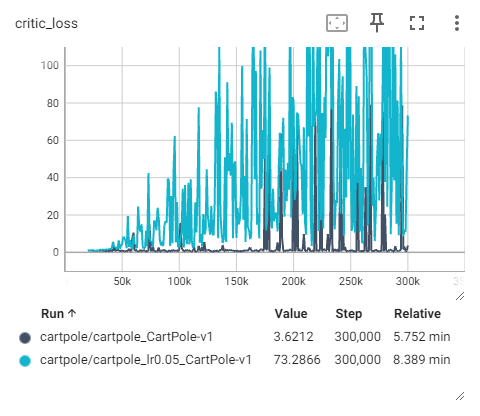 critic_loss
100
80
60
40
20
0
50k 100k 150k 200k 250k 300k
Run ↑ Value Step Relative
cartpole/cartpole_CartPole-v1 3.6212 300,000 5.752 min
cartpole/cartpole_lr0.05_CartPole-v1 73.2866 300,000 8.389 min